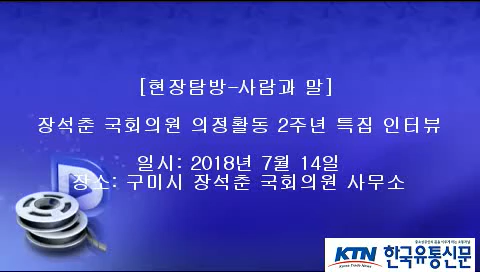 [현장탐방-사람과 말]
장석춘 국회의원 의정활동 2주년 특집 인터뷰
일시: 2018년 7월 14일
장소: 구미시 장석춘 국회의원 사무소
KTN 한국유통신문
Korea Trade News